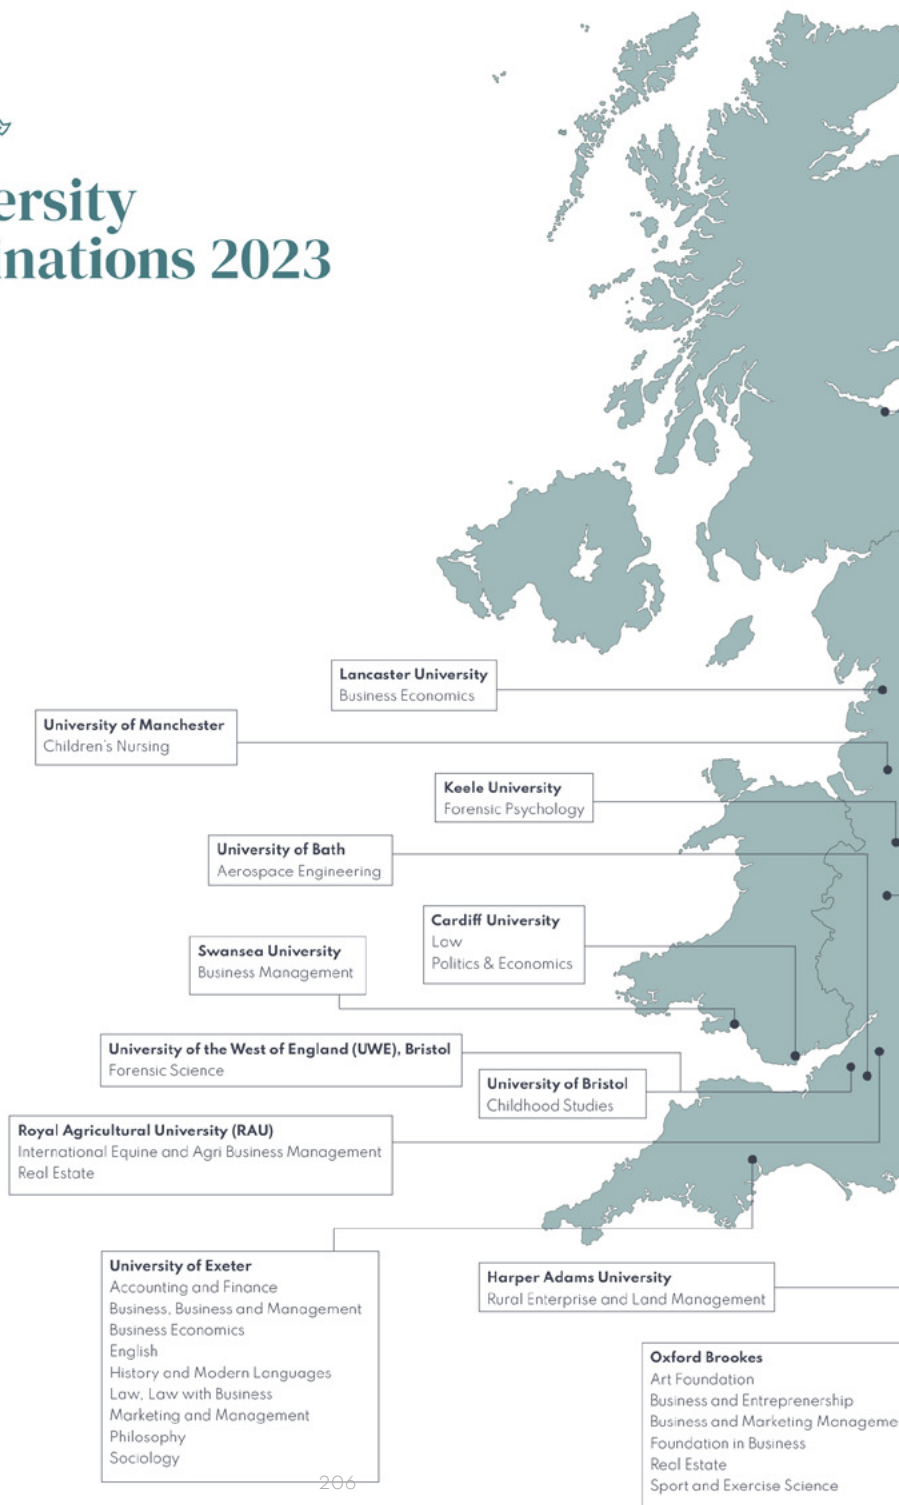 ersity
inations 2023
Lancaster University
Business Economics
University of Manchester
Children's Nursing
Keele University
Forensic Psychology
University of Bath
Aerospace Engineering
Cardiff University
Law
Politics & Economics
Swansea University
Business Management
University of the West of England (UWE), Bristol
Forensic Science
University of Bristol
Childhood Studies
Royal Agricultural University (RAU)
International Equine and Agri Business Management
Real Estate
University of Exeter
Accounting and Finance
Business, Business and Management
Business Economics
English
History and Modern Languages
Law, Law with Business
Marketing and Management
Philosophy
Sociology
Harper Adams University
Rural Enterprise and Land Management
Oxford Brookes
Art Foundation
Business and Entreprenership
Business and Marketing Manageme
Foundation in Business
Real Estate
Sport and Exercise Science
206